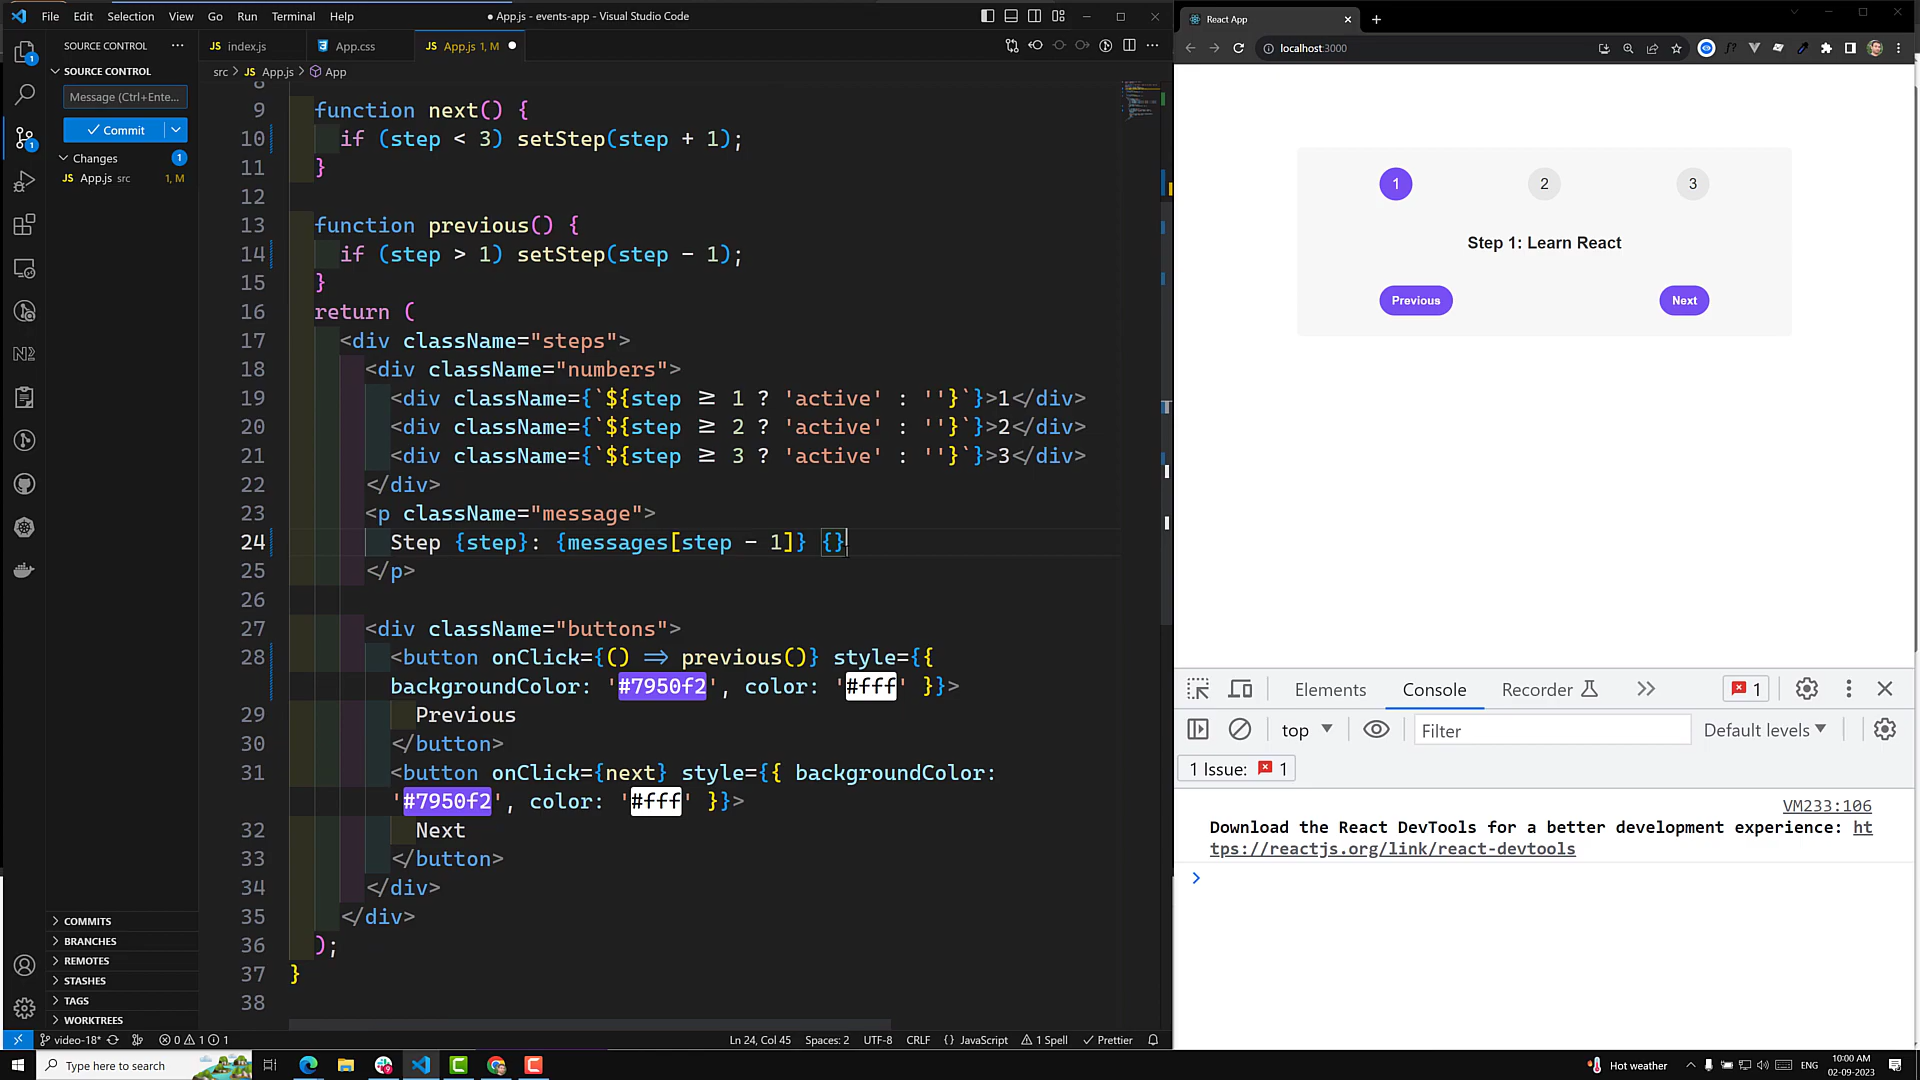 File Edit Selection View Go Run Terminal Help
● App.js - events-app - Visual Studio Code
SOURCE CONTROL
SOURCE CONTROL
Message (Ctrl+Ente...
Commit
Changes 1
JS App.js src 1, M
COMMITS
BRANCHES
REMOTES
STASHES
TAGS
WORKTREES
JS index.js
App.css
JS App.js 1, M
src > JS App.js > App
9 function next() {
10 if (step < 3) setStep(step + 1);
11 }
12
13 function previous() {
14 if (step > 1) setStep(step - 1);
15 }
16 return (
17 <div className="steps">
18 <div className="numbers">
19 <div className={`${step ≥ 1 ? 'active' : ''}`}>1</div>
20 <div className={`${step ≥ 2 ? 'active' : ''}`}>2</div>
21 <div className={`${step ≥ 3 ? 'active' : ''}`}>3</div>
22 </div>
23 <p className="message">
24 Step {step}: {messages[step - 1]} {}
25 </p>
26
27 <div className="buttons">
28 <button onClick={() ⇒ previous()} style={{
backgroundColor: '#7950f2', color: '#fff' }}>
29 Previous
30 </button>
31 <button onClick={next} style={{ backgroundColor:
'#7950f2', color: '#fff' }}>
32 Next
33 </button>
34 </div>
35 </div>
36 );
37 }
38
video-18* 0 1 1
Ln 24, Col 45 Spaces: 2 UTF-8 CRLF {} JavaScript 1 Spell Prettier
React App
localhost:3000
1 2 3
Step 1: Learn React
Previous Next
Elements Console Recorder 1
top Filter Default levels
1 Issue: 1
VM233:106
Download the React DevTools for a better development experience: ht
tps://reactjs.org/link/react-devtools
Type here to search
Hot weather
ENG
10:00 AM
02-09-2023